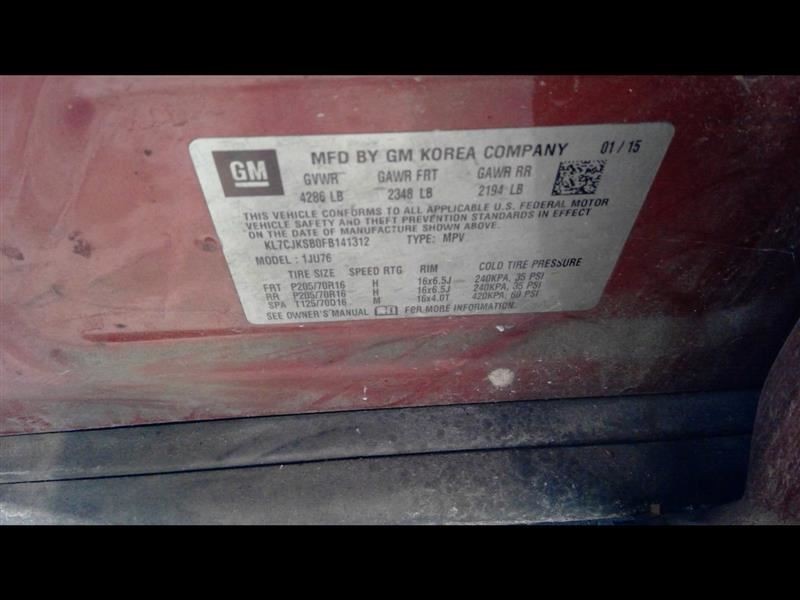 GM
MFD BY GM KOREA COMPANY 01 / 15
GVWR GAWR FRT GAWR RR
4286 LB 2348 LB 2194 LB
THIS VEHICLE CONFORMS TO ALL APPLICABLE U.S. FEDERAL MOTOR
VEHICLE SAFETY AND THEFT PREVENTION STANDARDS IN EFFECT
ON THE DATE OF MANUFACTURE SHOWN ABOVE.
KL7CJKSB0FB141312 TYPE: MPV
MODEL : 1JU76
TIRE SIZE SPEED RTG RIM COLD TIRE PRESSURE
FRT P205/70R16 H 16x6.5J 240KPA, 35 PSI
RR P205/70R16 H 16x6.5J 240KPA, 35 PSI
SPA T125/70D16 M 16x4.0T 420KPA, 60 PSI
SEE OWNER'S MANUAL FOR MORE INFORMATION.